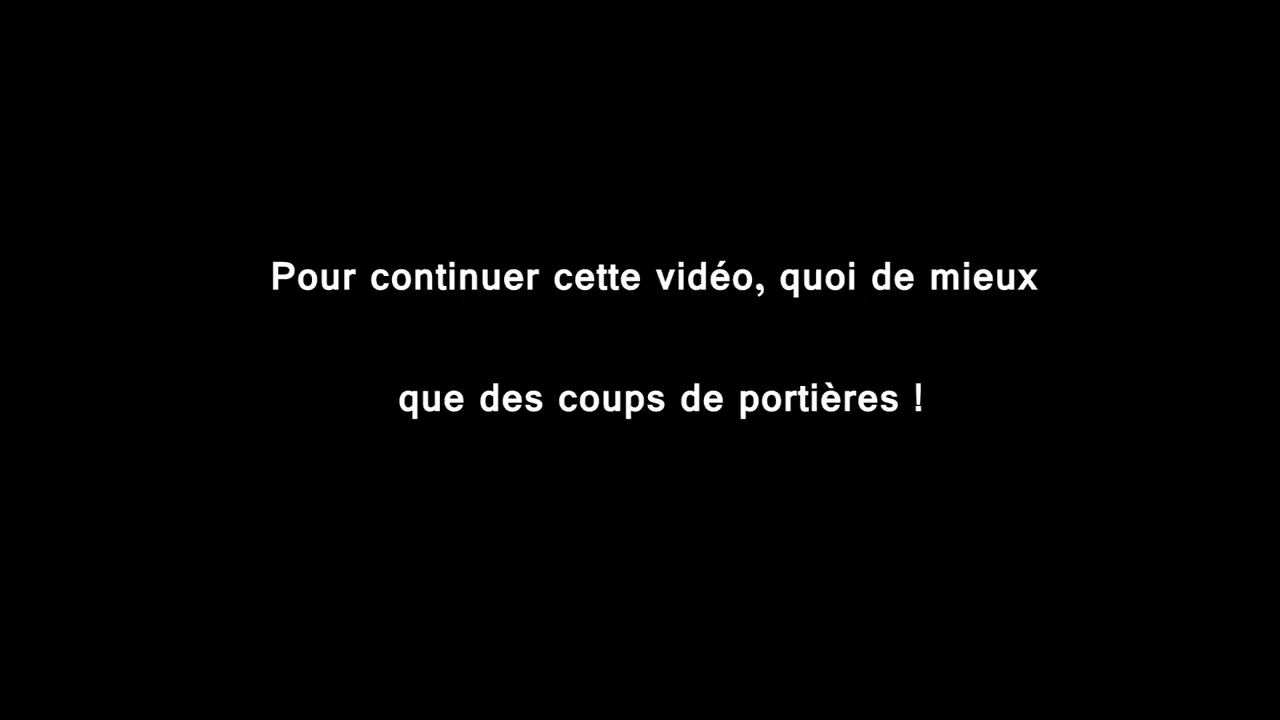 Pour continuer cette vidéo, quoi de mieux
que des coups de portières !